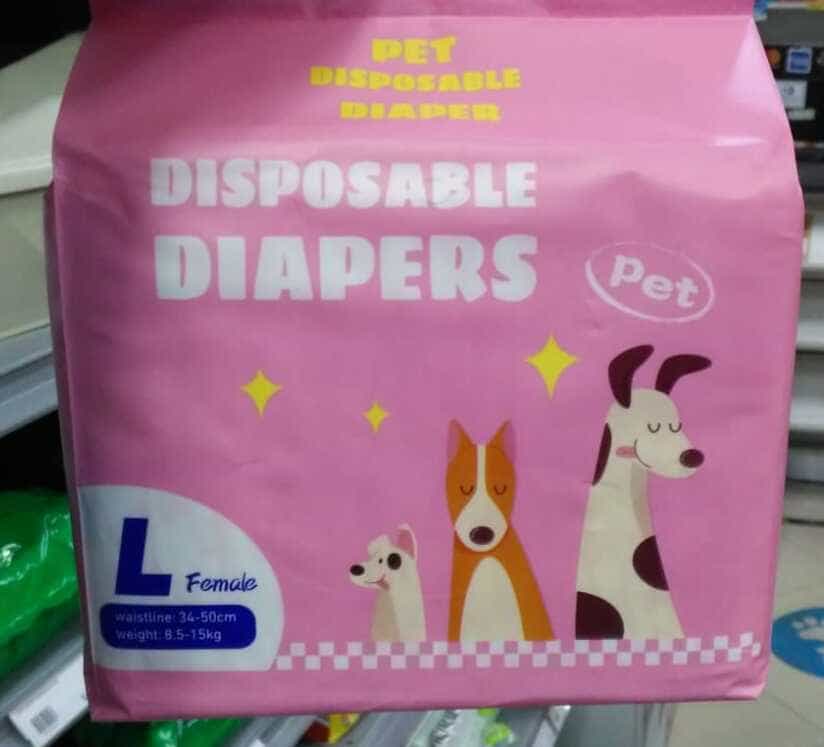 PET
DISPOSABLE
DIAPER
DISPOSABLE
DIAPERS
pet
L Female
waistline: 34-50cm
weight: 8.5-15kg